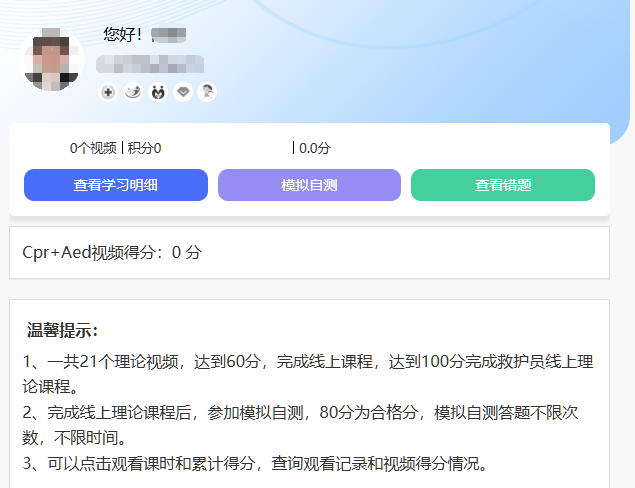 您好！
0个视频 | 积分0
| 0.0分
查看学习明细
模拟自测
查看错题
Cpr+Aed视频得分：0 分
温馨提示：
1、一共21个理论视频，达到60分，完成线上课程，达到100分完成救护员线上理
论课程。
2、完成线上理论课程后，参加模拟自测，80分为合格分，模拟自测答题不限次
数，不限时间。
3、可以点击观看课时和累计得分，查询观看记录和视频得分情况。